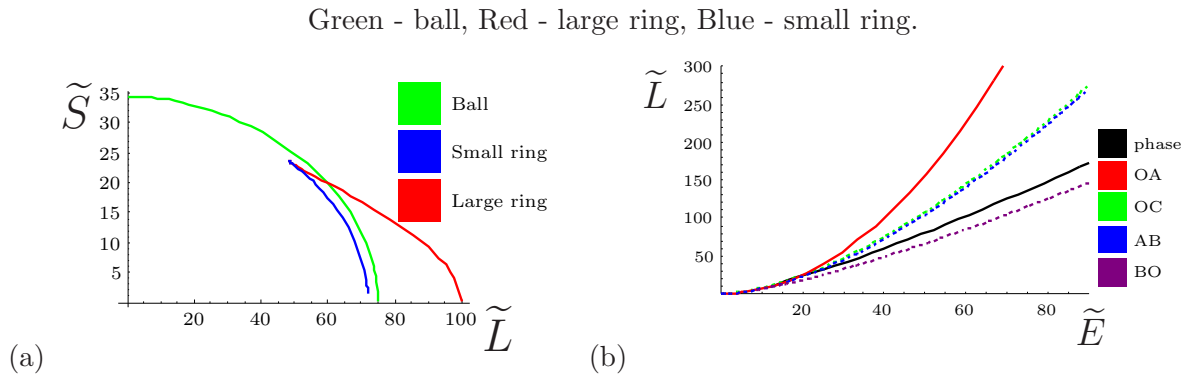 Green - ball, Red - large ring, Blue - small ring.
S̃
35
30
25
20
15
10
5
20
40
60
80
100
L̃
Ball
Small ring
Large ring
(a)
L̃
300
250
200
150
100
50
20
40
60
80
Ẽ
phase
OA
OC
AB
BO
(b)